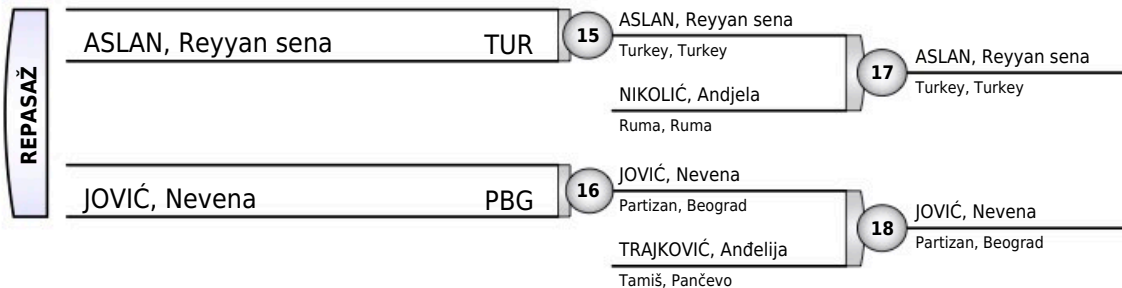 REPASAŽ
ASLAN, Reyyan sena TUR
15
ASLAN, Reyyan sena
Turkey, Turkey
NIKOLIĆ, Andjela
Ruma, Ruma
17
ASLAN, Reyyan sena
Turkey, Turkey
JOVIĆ, Nevena PBG
16
JOVIĆ, Nevena
Partizan, Beograd
TRAJKOVIĆ, Anđelija
Tamiš, Pančevo
18
JOVIĆ, Nevena
Partizan, Beograd